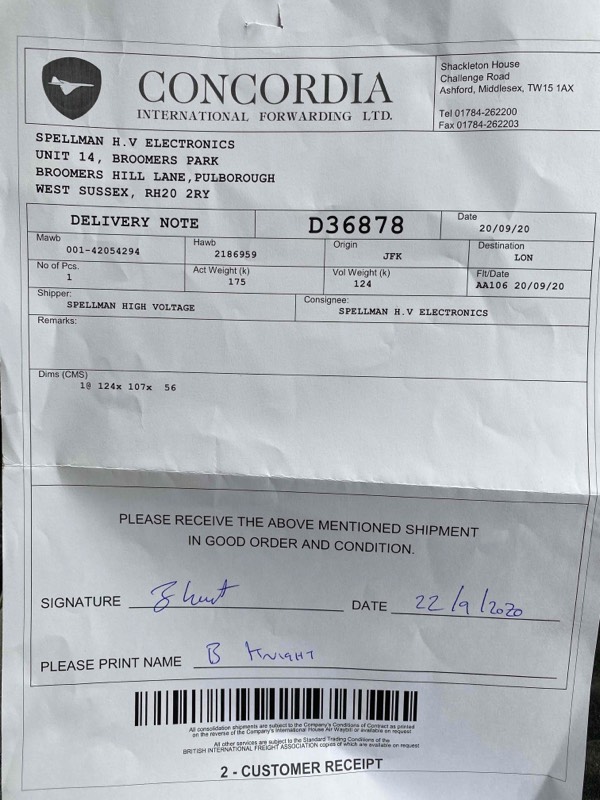 CONCORDIA
INTERNATIONAL FORWARDING LTD.
Shackleton House
Challenge Road
Ashford, Middlesex, TW15 1AX
Tel 01784-262200
Fax 01784-262203
SPELLMAN H.V ELECTRONICS
UNIT 14, BROOMERS PARK
BROOMERS HILL LANE,PULBOROUGH
WEST SUSSEX, RH20 2RY
DELIVERY NOTE
D36878
Date
20/09/20
Mawb
001-42054294
Hawb
2186959
Origin
JFK
Destination
LON
No of Pcs.
1
Act Weight (k)
175
Vol Weight (k)
124
Flt/Date
AA106 20/09/20
Shipper:
SPELLMAN HIGH VOLTAGE
Consignee:
SPELLMAN H.V ELECTRONICS
Remarks:
Dims (CMS)
1@ 124x 107x 56
PLEASE RECEIVE THE ABOVE MENTIONED SHIPMENT
IN GOOD ORDER AND CONDITION.
SIGNATURE
DATE 22/9/2020
PLEASE PRINT NAME B KNIGHT
All consolidation shipments are subject to the Company's Conditions of Contract as printed
on the reverse of the Company's International House Air Waybill or available on request
All other services are subject to the Standard Trading Conditions of the
BRITISH INTERNATIONAL FREIGHT ASSOCIATION copies of which are available on request
2 - CUSTOMER RECEIPT